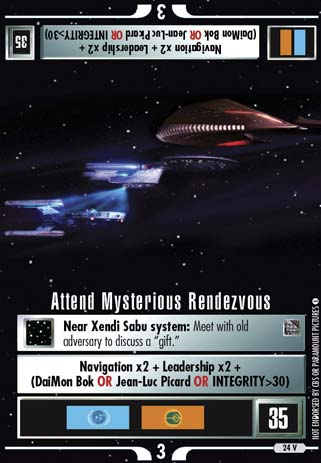 3
35
Navigation x2 + Leadership x2 +
(DaiMon Bok OR Jean-Luc Picard OR INTEGRITY>30)
Attend Mysterious Rendezvous
Near Xendi Sabu system: Meet with old
adversary to discuss a “gift.”
Navigation x2 + Leadership x2 +
(DaiMon Bok OR Jean-Luc Picard OR INTEGRITY>30)
35
3
24 V
NOT ENDORSED BY CBS OR PARAMOUNT PICTURES